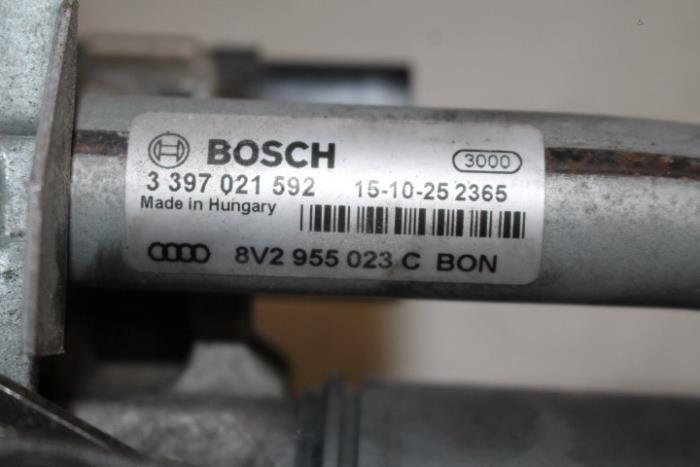 BOSCH 3000
3 397 021 592 15-10-25 2365
Made in Hungary
8V2 955 023 C BON